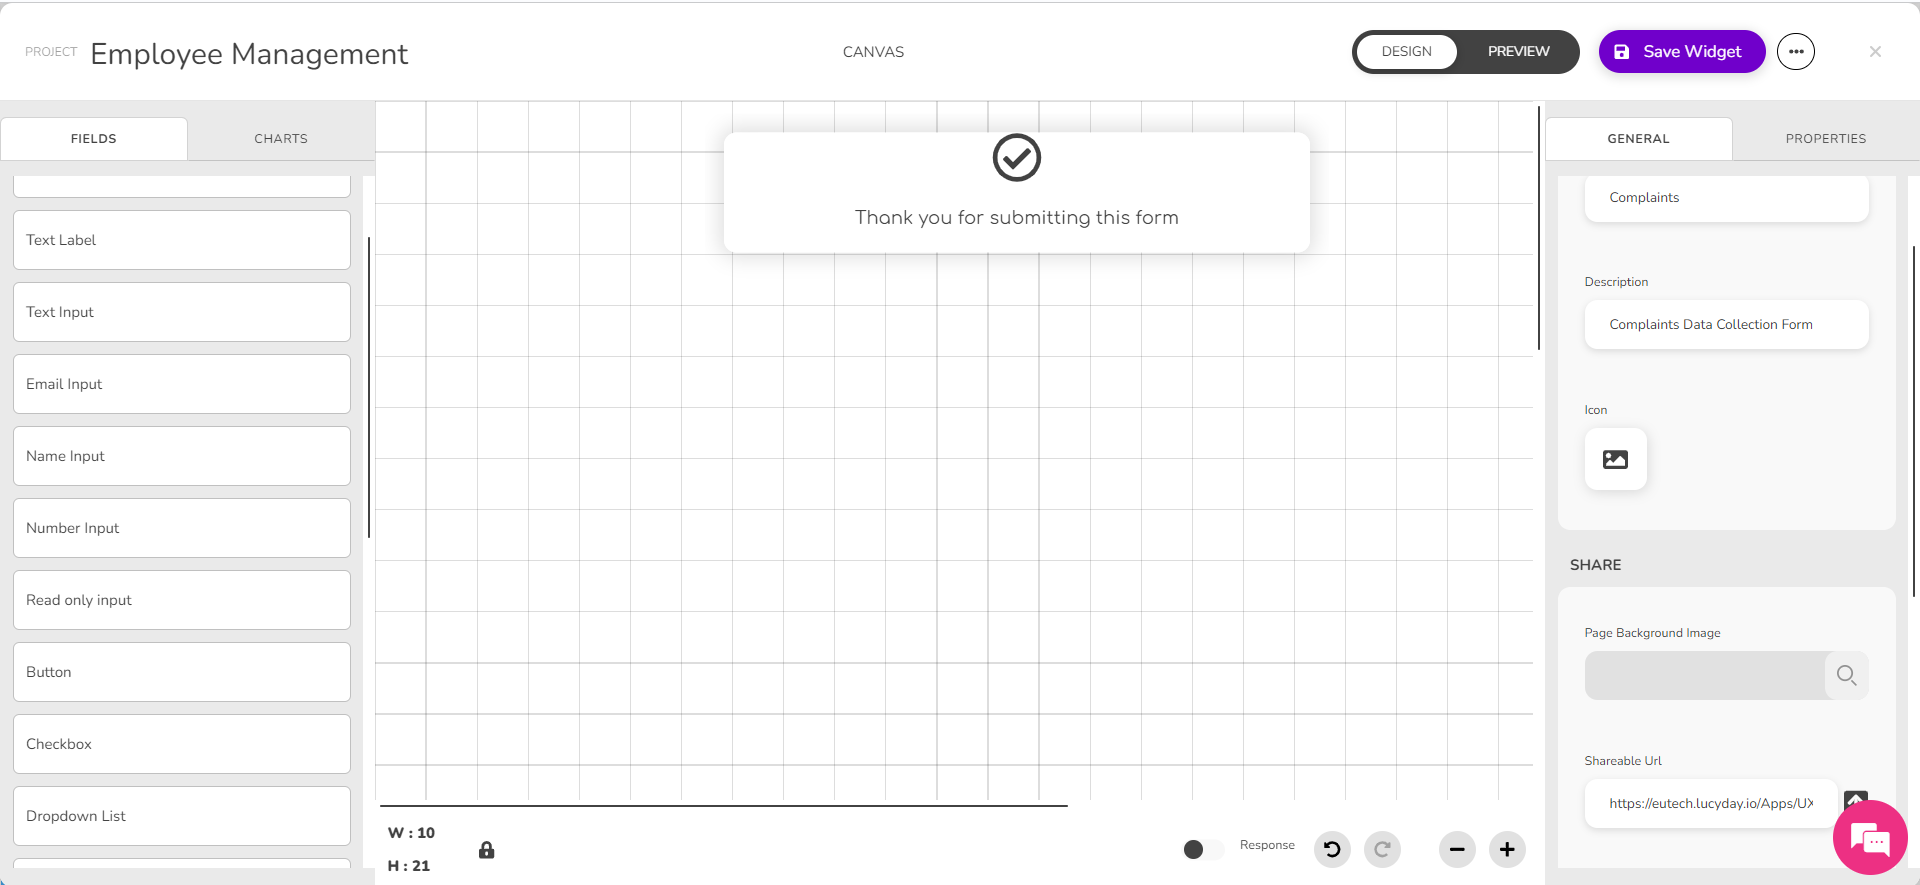 PROJECT Employee Management
CANVAS
DESIGN
PREVIEW
Save Widget
FIELDS
CHARTS
Text Label
Text Input
Email Input
Name Input
Number Input
Read only input
Button
Checkbox
Dropdown List
Thank you for submitting this form
W : 10
H : 21
Response
GENERAL
PROPERTIES
Complaints
Description
Complaints Data Collection Form
Icon
SHARE
Page Background Image
Shareable Url
https://eutech.lucyday.io/Apps/UX